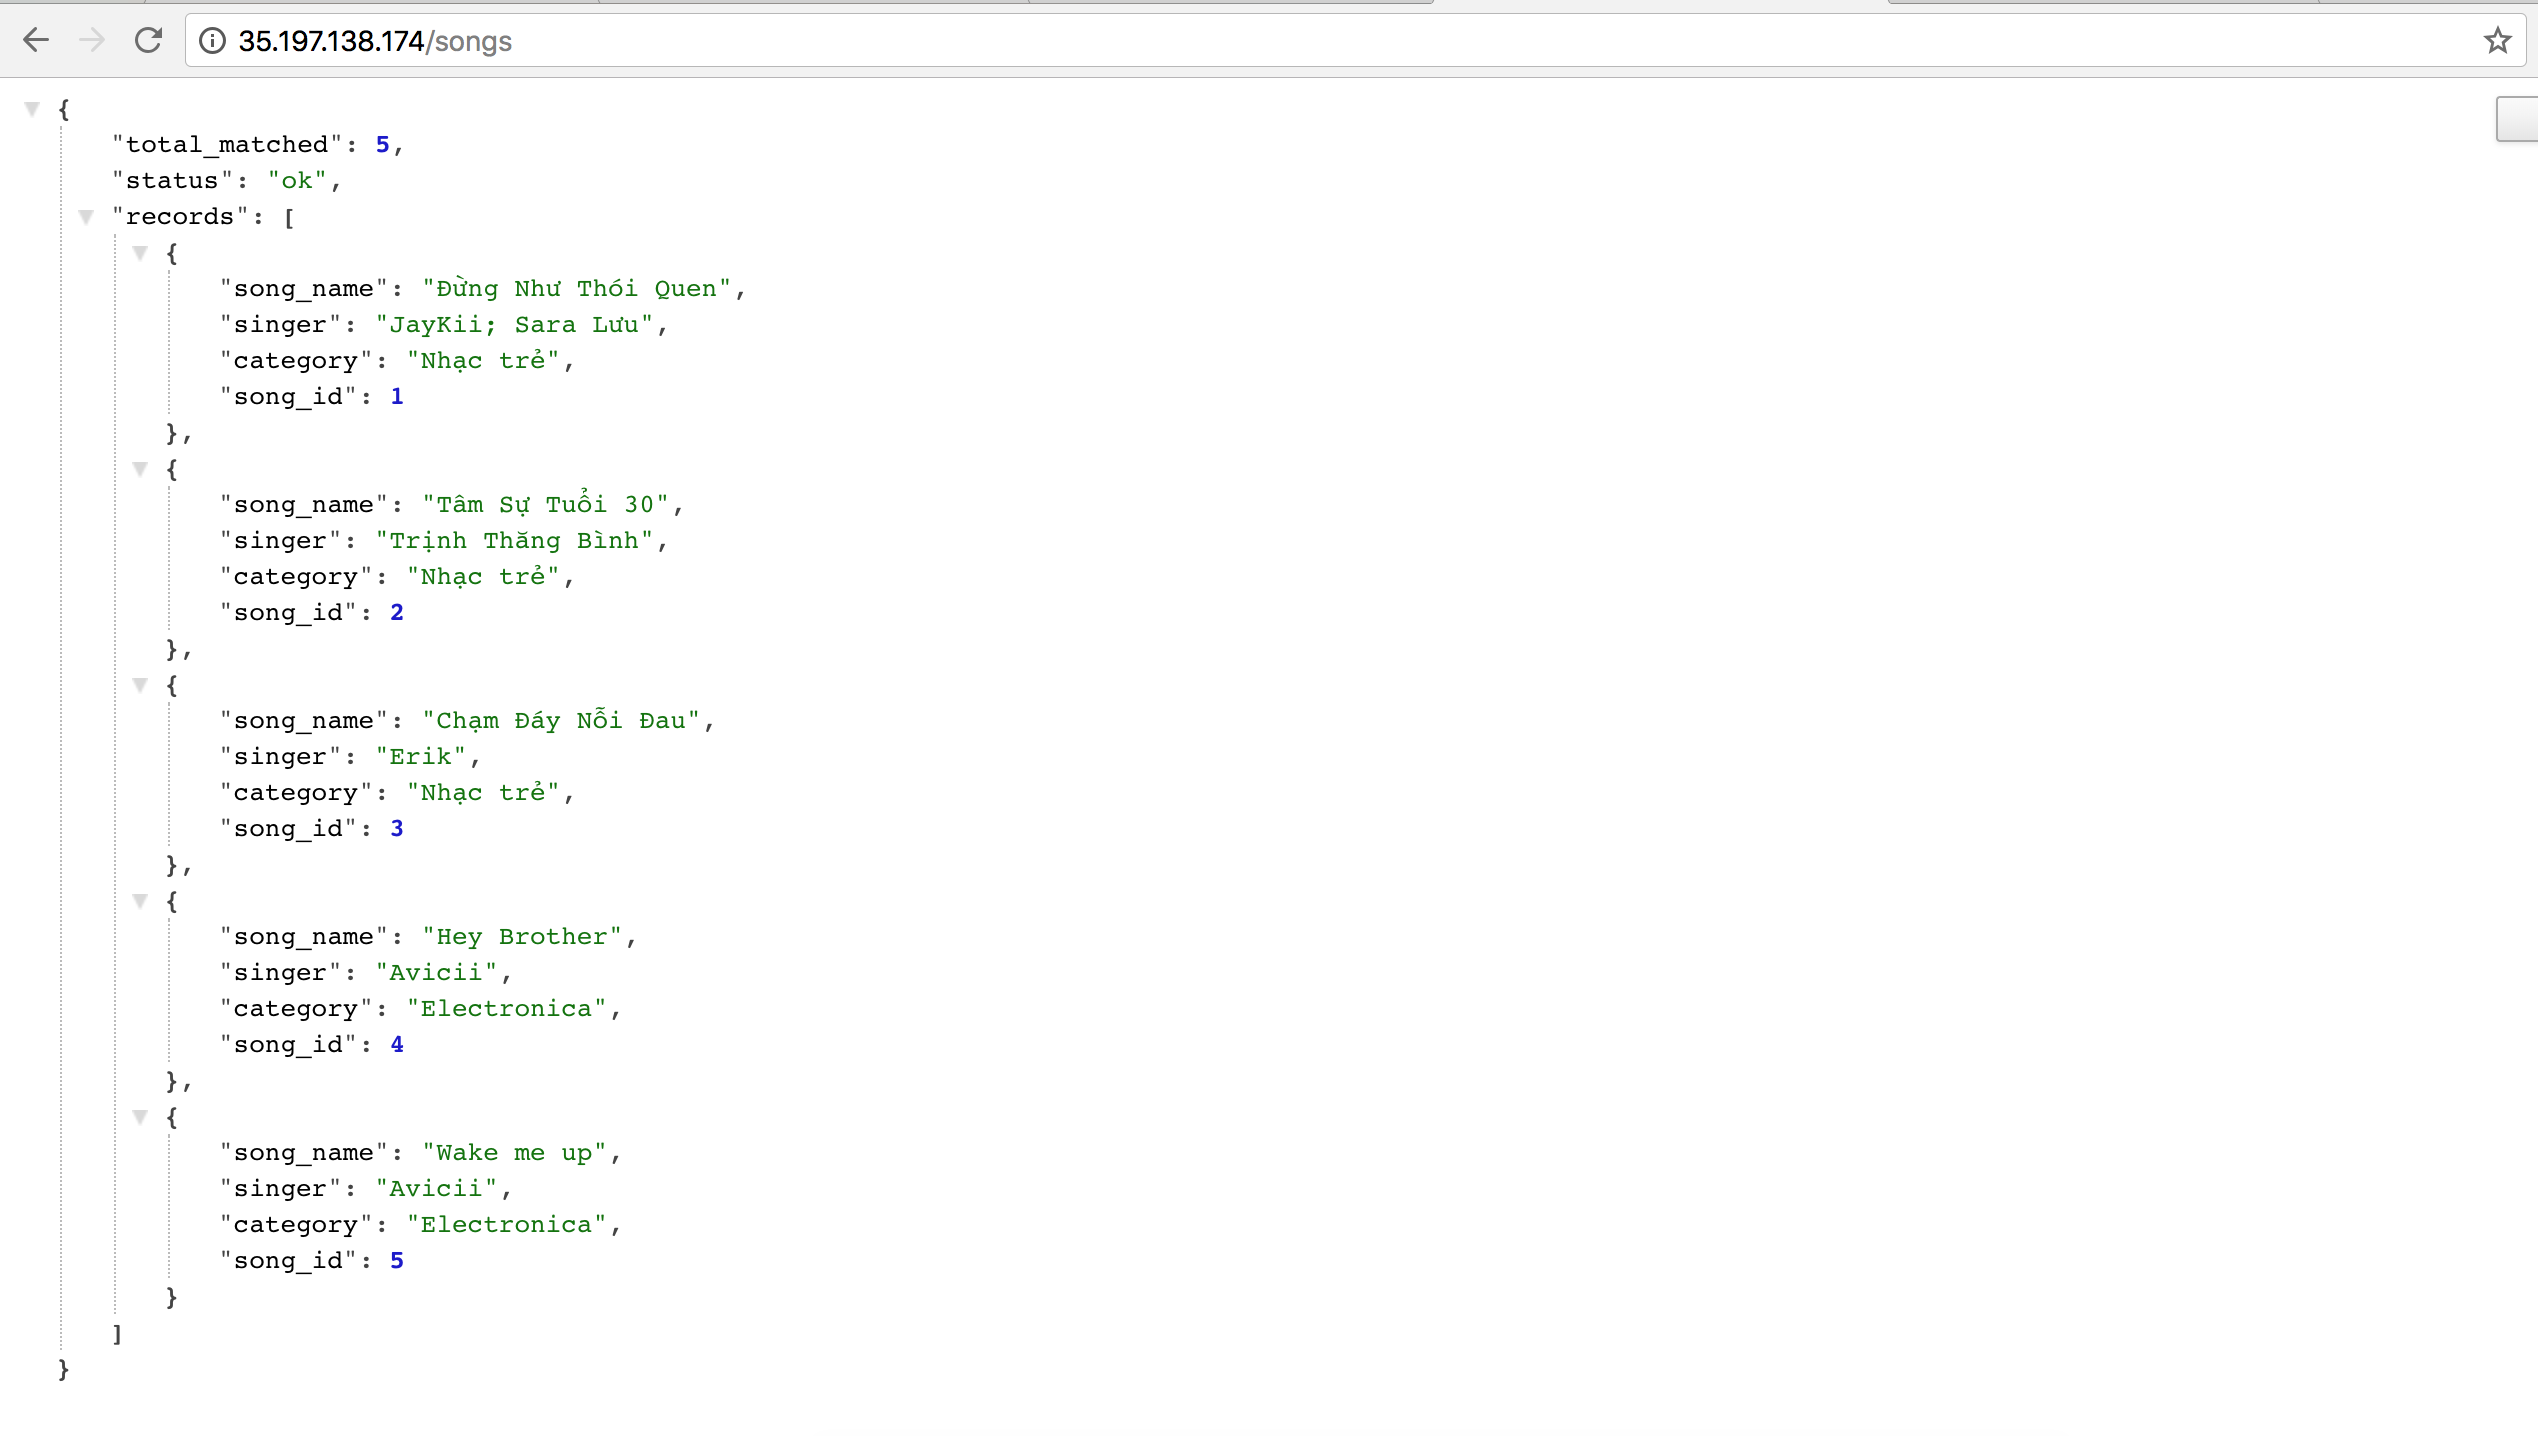 35.197.138.174/songs
{
"total_matched": 5,
"status": "ok",
"records": [
{
"song_name": "Đừng Như Thói Quen",
"singer": "JayKii; Sara Lưu",
"category": "Nhạc trẻ",
"song_id": 1
},
{
"song_name": "Tâm Sự Tuổi 30",
"singer": "Trịnh Thăng Bình",
"category": "Nhạc trẻ",
"song_id": 2
},
{
"song_name": "Chạm Đáy Nỗi Đau",
"singer": "Erik",
"category": "Nhạc trẻ",
"song_id": 3
},
{
"song_name": "Hey Brother",
"singer": "Avicii",
"category": "Electronica",
"song_id": 4
},
{
"song_name": "Wake me up",
"singer": "Avicii",
"category": "Electronica",
"song_id": 5
}
]
}